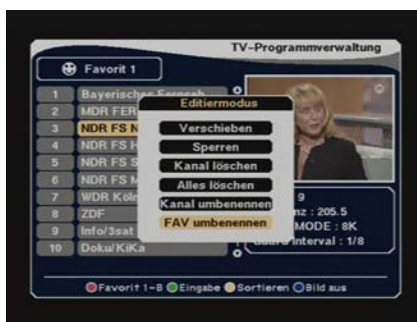 TV-Programmverwaltung
Favorit 1
1 Bayerisches Fernseh
2 MDR FER
3 NDR FS N
4 NDR FS H
5 NDR FS S
6 NDR FS M
7 WDR Köln
8 ZDF
9 Info/3sat
10 Doku/KiKa
Editiermodus
Verschieben
Sperren
Kanal löschen
Alles löschen
Kanal umbenennen
FAV umbenennen
9
nz : 205.5
MODE : 8K
Interval : 1/8
Favorit 1-8 Eingabe Sortieren Bild aus